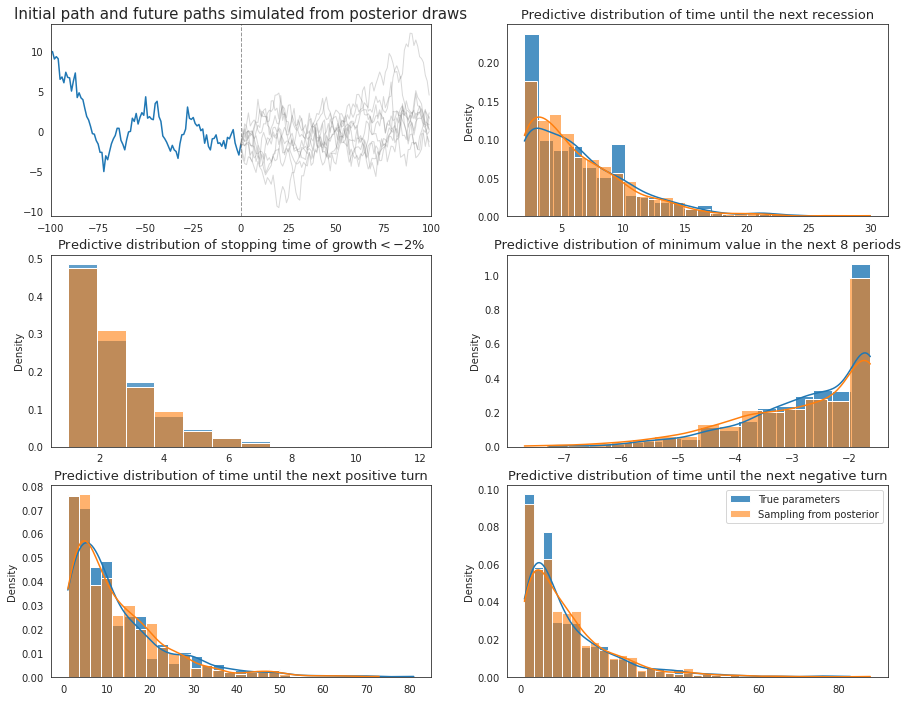 Initial path and future paths simulated from posterior draws
10
5
0
−5
−10
−100 −75 −50 −25 0 25 50 75 100
Predictive distribution of time until the next recession
Density
0.20
0.15
0.10
0.05
0.00
5 10 15 20 25 30
Predictive distribution of stopping time of growth < −2%
Density
0.5
0.4
0.3
0.2
0.1
0.0
2 4 6 8 10 12
Predictive distribution of minimum value in the next 8 periods
Density
1.0
0.8
0.6
0.4
0.2
0.0
−7 −6 −5 −4 −3 −2
Predictive distribution of time until the next positive turn
Density
0.08
0.07
0.06
0.05
0.04
0.03
0.02
0.01
0.00
0 10 20 30 40 50 60 70 80
Predictive distribution of time until the next negative turn
True parameters
Sampling from posterior
Density
0.10
0.08
0.06
0.04
0.02
0.00
0 20 40 60 80